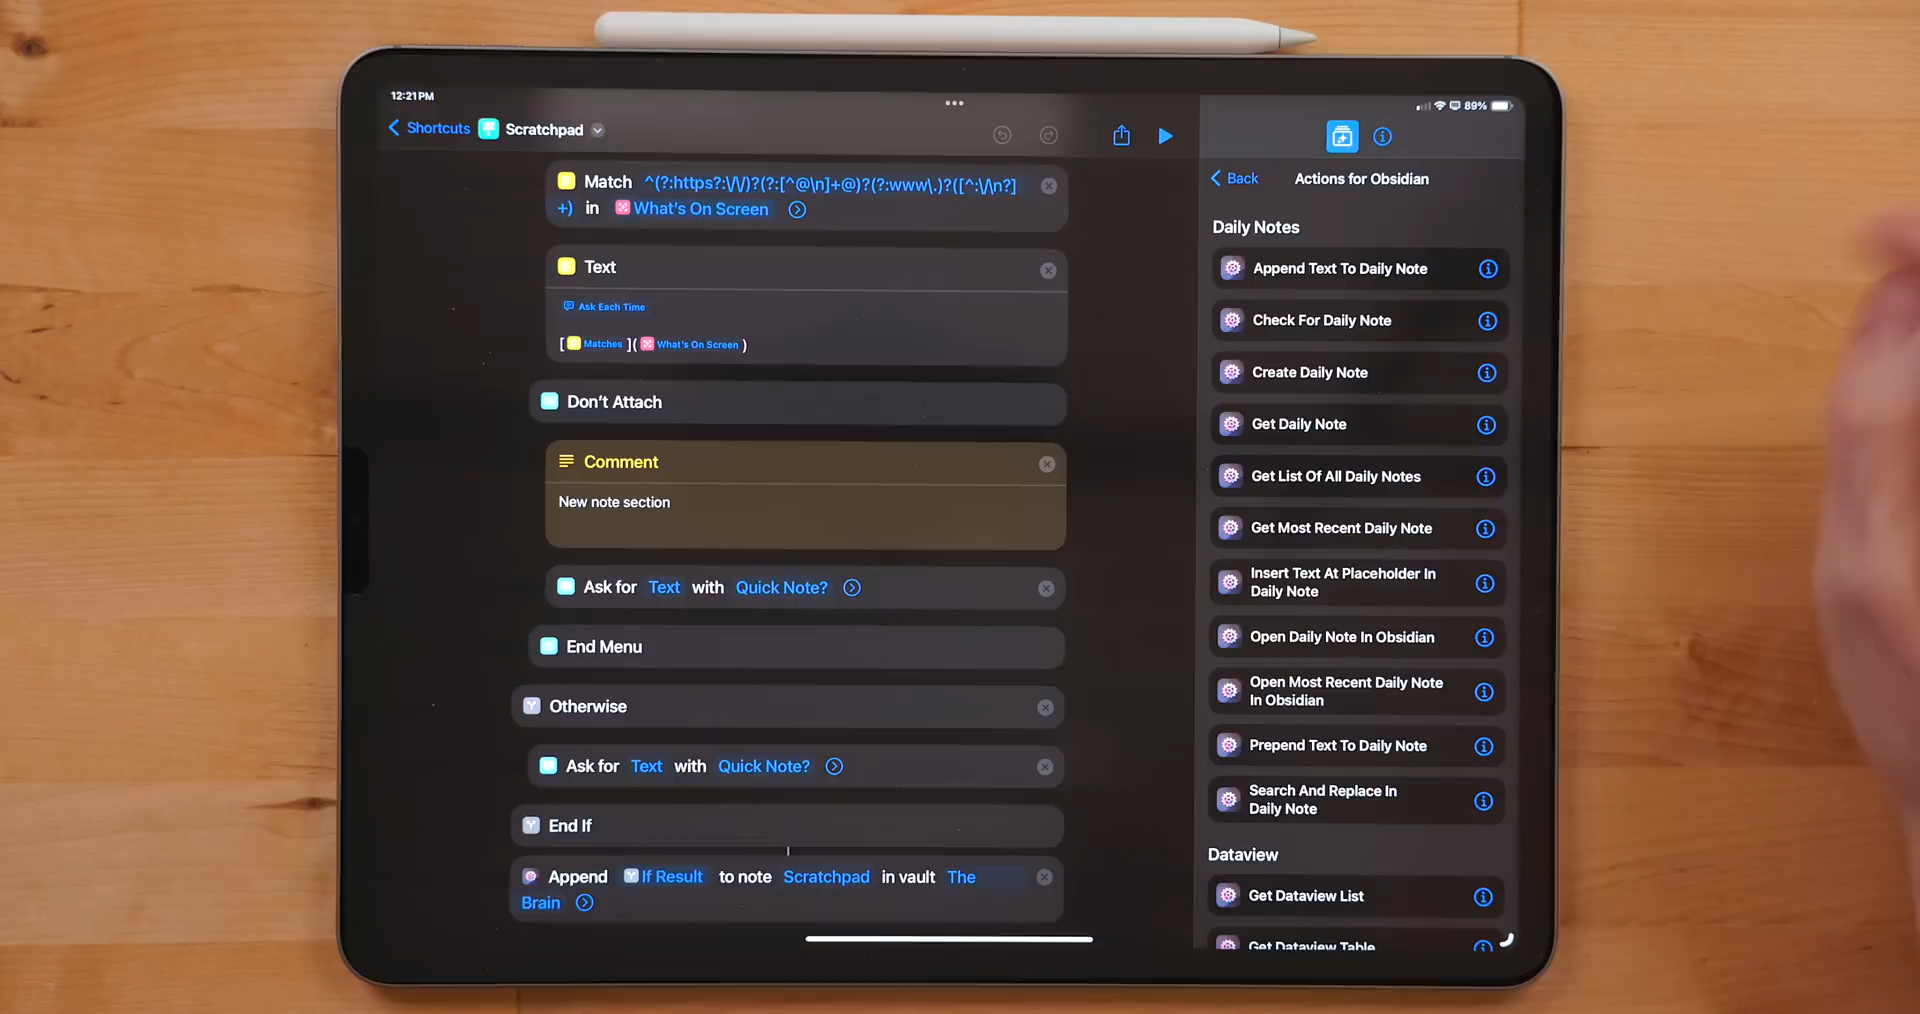 12:21 PM
89%
Shortcuts Scratchpad
Match ^(?:https?:\/\/)?(?:[^@\n]+@)?(?:www\.)?([^:\/\n?]
+) in What's On Screen
Text
Ask Each Time
[ Matches ]( What's On Screen )
Don't Attach
Comment
New note section
Ask for Text with Quick Note?
End Menu
Otherwise
Ask for Text with Quick Note?
End If
Append If Result to note Scratchpad in vault The
Brain
Back Actions for Obsidian
Daily Notes
Append Text To Daily Note
Check For Daily Note
Create Daily Note
Get Daily Note
Get List Of All Daily Notes
Get Most Recent Daily Note
Insert Text At Placeholder In
Daily Note
Open Daily Note In Obsidian
Open Most Recent Daily Note
In Obsidian
Prepend Text To Daily Note
Search And Replace In
Daily Note
Dataview
Get Dataview List
Get Dataview Table